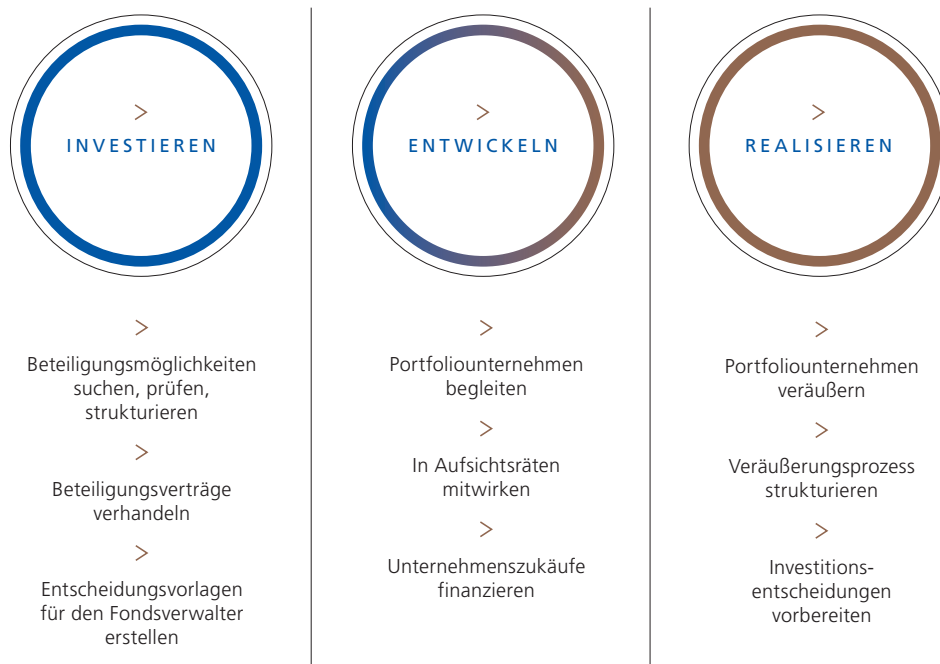 >
INVESTIEREN
>
Beteiligungsmöglichkeiten
suchen, prüfen,
strukturieren
>
Beteiligungsverträge
verhandeln
>
Entscheidungsvorlagen
für den Fondsverwalter
erstellen
>
ENTWICKELN
>
Portfoliounternehmen
begleiten
>
In Aufsichtsräten
mitwirken
>
Unternehmenszukäufe
finanzieren
>
REALISIEREN
>
Portfoliounternehmen
veräußern
>
Veräußerungsprozess
strukturieren
>
Investitions-
entscheidungen
vorbereiten